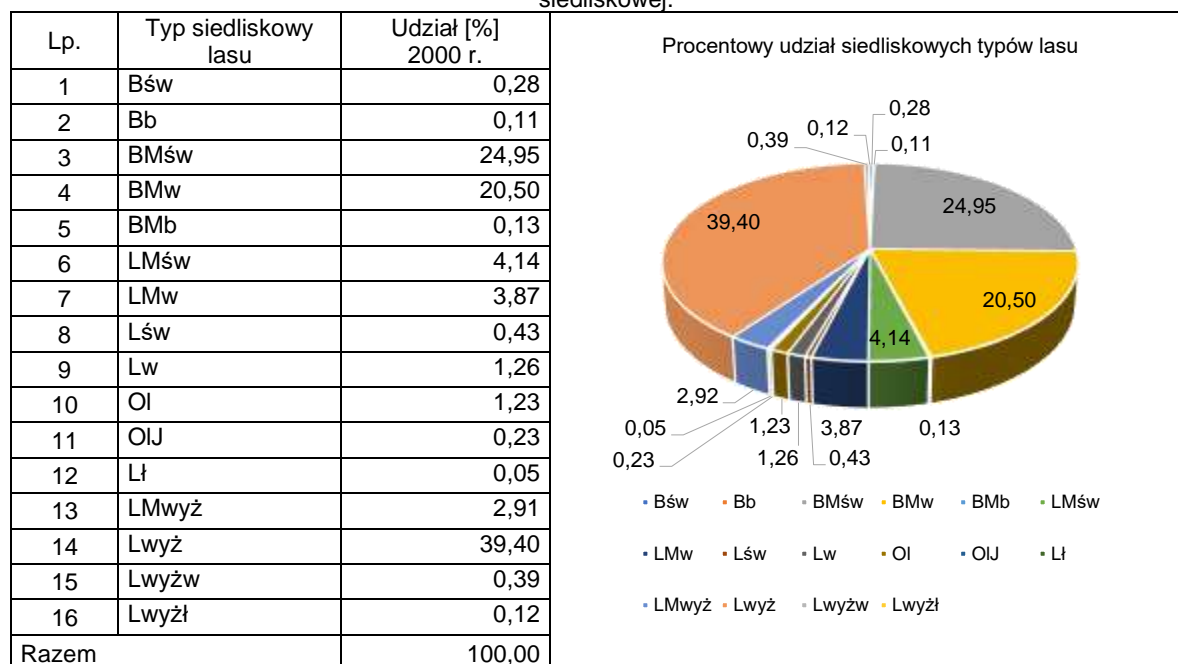 siedliskowej.
Lp. Typ siedliskowy lasu Udział [%] 2000 r.
1 Bśw 0,28
2 Bb 0,11
3 BMśw 24,95
4 BMw 20,50
5 BMb 0,13
6 LMśw 4,14
7 LMw 3,87
8 Lśw 0,43
9 Lw 1,26
10 Ol 1,23
11 OlJ 0,23
12 Lł 0,05
13 LMwyż 2,91
14 Lwyż 39,40
15 Lwyżw 0,39
16 Lwyżł 0,12
Razem 100,00
Procentowy udział siedliskowych typów lasu
0,28
0,12
0,39
0,11
24,95
39,40
20,50
4,14
2,92
0,05
1,23
3,87
0,13
0,23
1,26
0,43
Bśw Bb BMśw BMw BMb LMśw
LMw Lśw Lw Ol OlJ Lł
LMwyż Lwyż Lwyżw Lwyżł